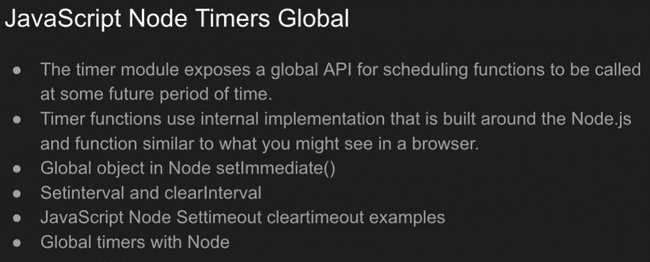 JavaScript Node Timers Global
● The timer module exposes a global API for scheduling functions to be called
at some future period of time.
● Timer functions use internal implementation that is built around the Node.js
and function similar to what you might see in a browser.
● Global object in Node setImmediate()
● Setinterval and clearInterval
● JavaScript Node Settimeout cleartimeout examples
● Global timers with Node